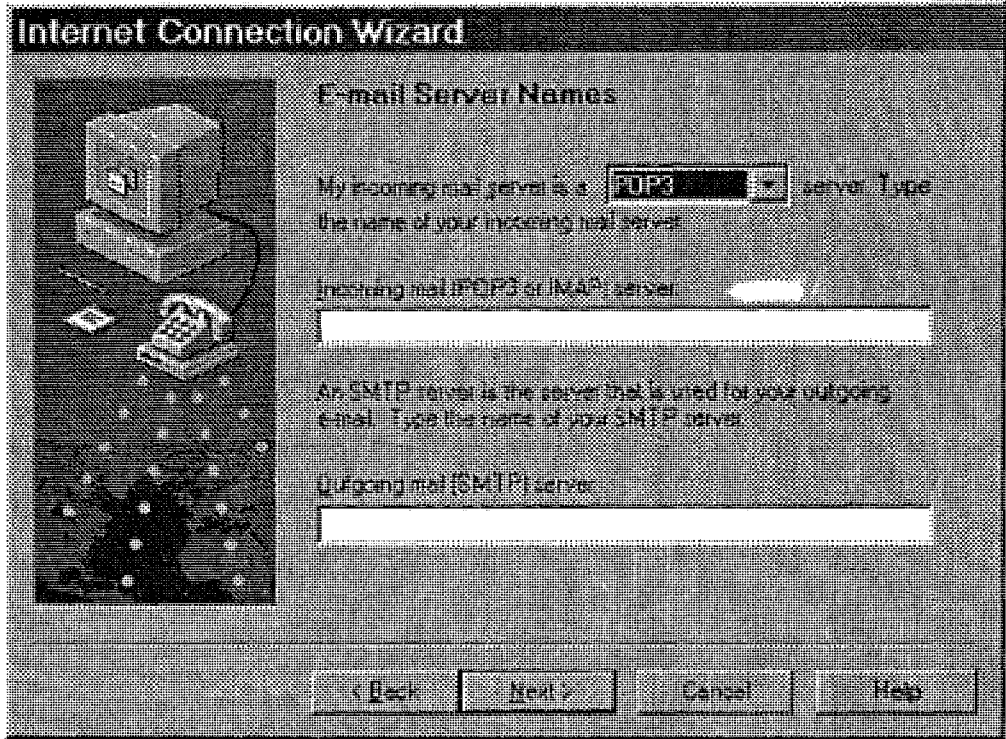 Internet Connection Wizard
E-mail Server Names
My incoming mail server is a POP3 server. Type
the name of your incoming mail server.
Incoming mail (POP3 or IMAP) server:
An SMTP server is the server that is used for your outgoing
e-mail. Type the name of your SMTP server.
Outgoing mail (SMTP) server:
< Back Next > Cancel Help